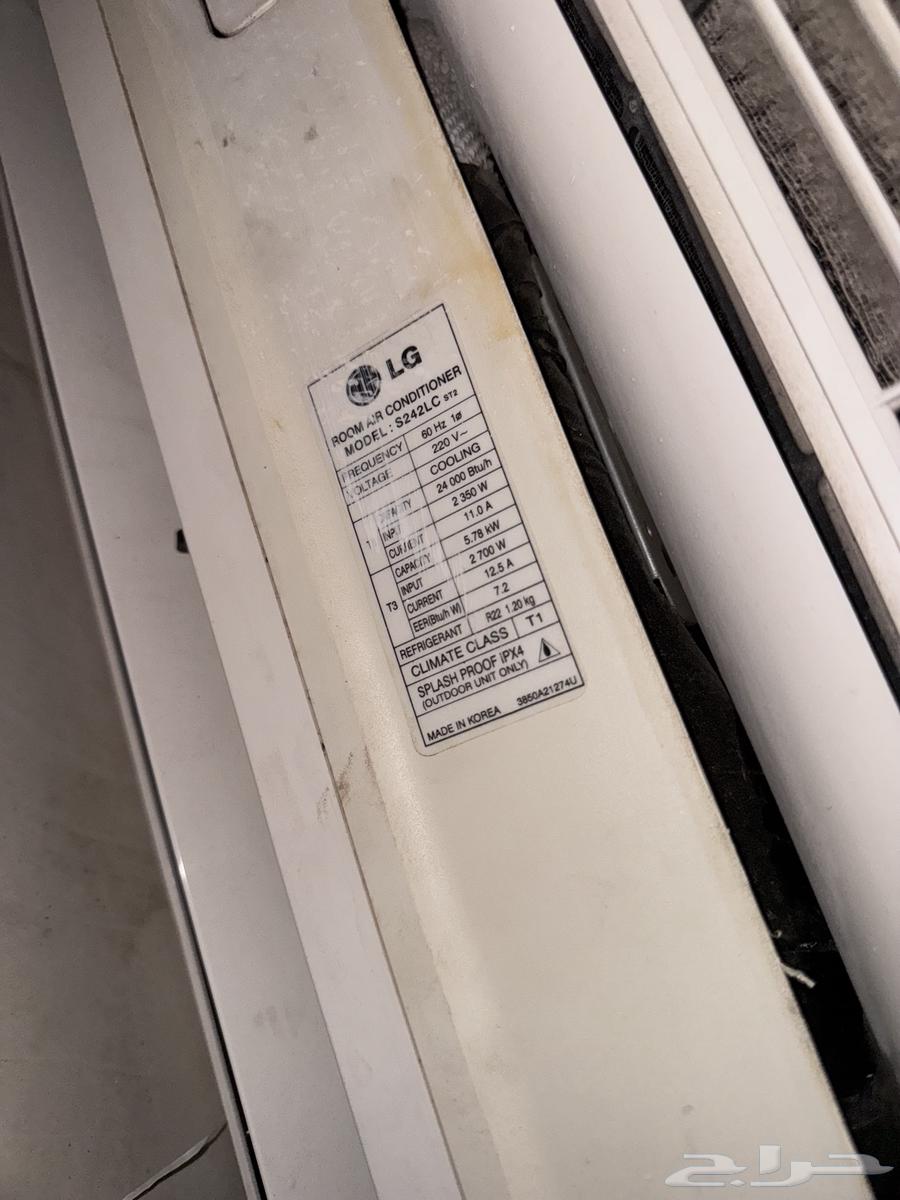 LG
ROOM AIR CONDITIONER
MODEL : S242LC ST2
FREQUENCY 60 Hz 1ø
VOLTAGE 220 V~
COOLING
CAPACITY 24 000 Btu/h
INPUT 2 350 W
CURRENT 11.0 A
T3 CAPACITY 5.78 kW
INPUT 2 700 W
CURRENT 12.5 A
EER(Btu/h W) 7.2
REFRIGERANT R22 1.20 kg
CLIMATE CLASS T1
SPLASH PROOF IPX4
(OUTDOOR UNIT ONLY)
MADE IN KOREA 3850A21274U
حراج